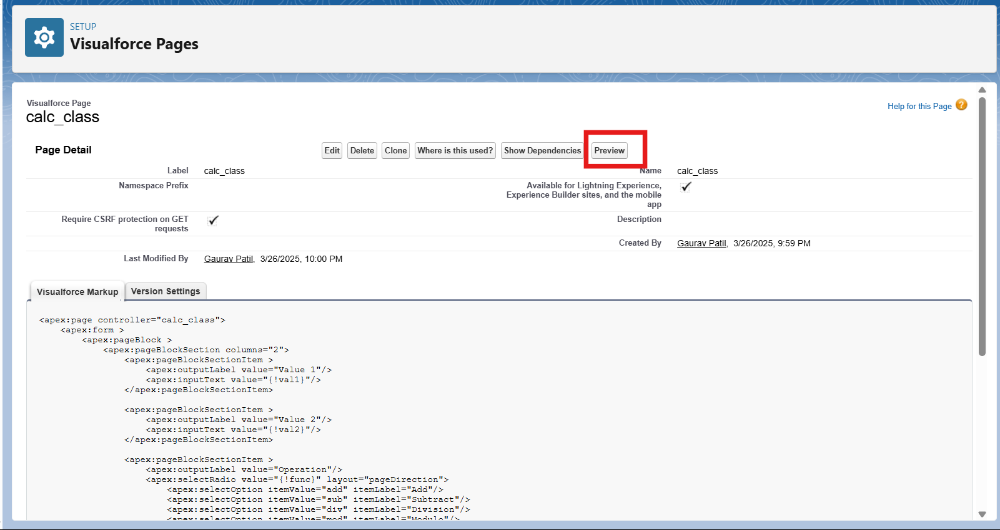 SETUP
Visualforce Pages
Visualforce Page
calc_class
Help for this Page ?
Page Detail
Edit Delete Clone Where is this used? Show Dependencies Preview
Label calc_class Name calc_class
Namespace Prefix
Available for Lightning Experience,
Experience Builder sites, and the mobile
app
Require CSRF protection on GET
requests
Description
Created By Gaurav Patil, 3/26/2025, 9:59 PM
Last Modified By Gaurav Patil, 3/26/2025, 10:00 PM
Visualforce Markup Version Settings
<apex:page controller="calc_class">
<apex:form >
<apex:pageBlock >
<apex:pageBlockSection columns="2">
<apex:pageBlockSectionItem >
<apex:outputLabel value="Value 1"/>
<apex:inputText value="{!val1}"/>
</apex:pageBlockSectionItem>
<apex:pageBlockSectionItem >
<apex:outputLabel value="Value 2"/>
<apex:inputText value="{!val2}"/>
</apex:pageBlockSectionItem>
<apex:pageBlockSectionItem >
<apex:outputLabel value="Operation"/>
<apex:selectRadio value="{!func}" layout="pageDirection">
<apex:selectOption itemValue="add" itemLabel="Add"/>
<apex:selectOption itemValue="sub" itemLabel="Subtract"/>
<apex:selectOption itemValue="div" itemLabel="Division"/>
<apex:selectOption itemValue="mod" itemLabel="Modulo"/>